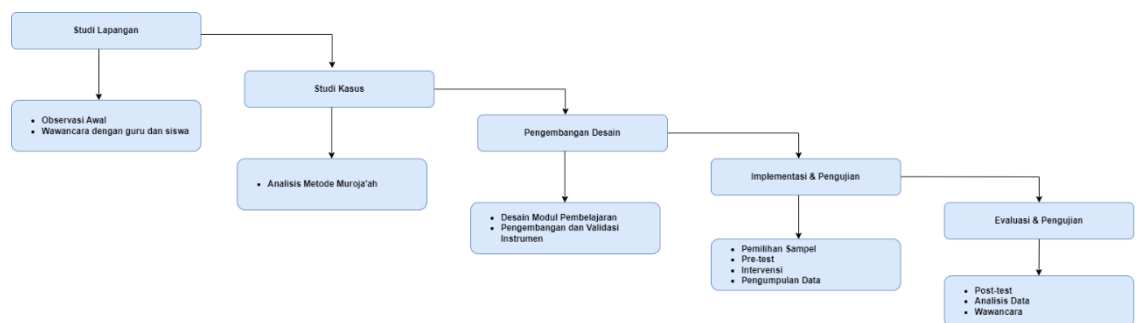 Studi Lapangan
• Observasi Awal
• Wawancara dengan guru dan siswa
Studi Kasus
• Analisis Metode Muroja'ah
Pengembangan Desain
• Desain Modul Pembelajaran
• Pengembangan dan Validasi
Instrumen
Implementasi & Pengujian
• Pemilihan Sampel
• Pre-test
• Intervensi
• Pengumpulan Data
Evaluasi & Pengujian
• Post-test
• Analisis Data
• Wawancara